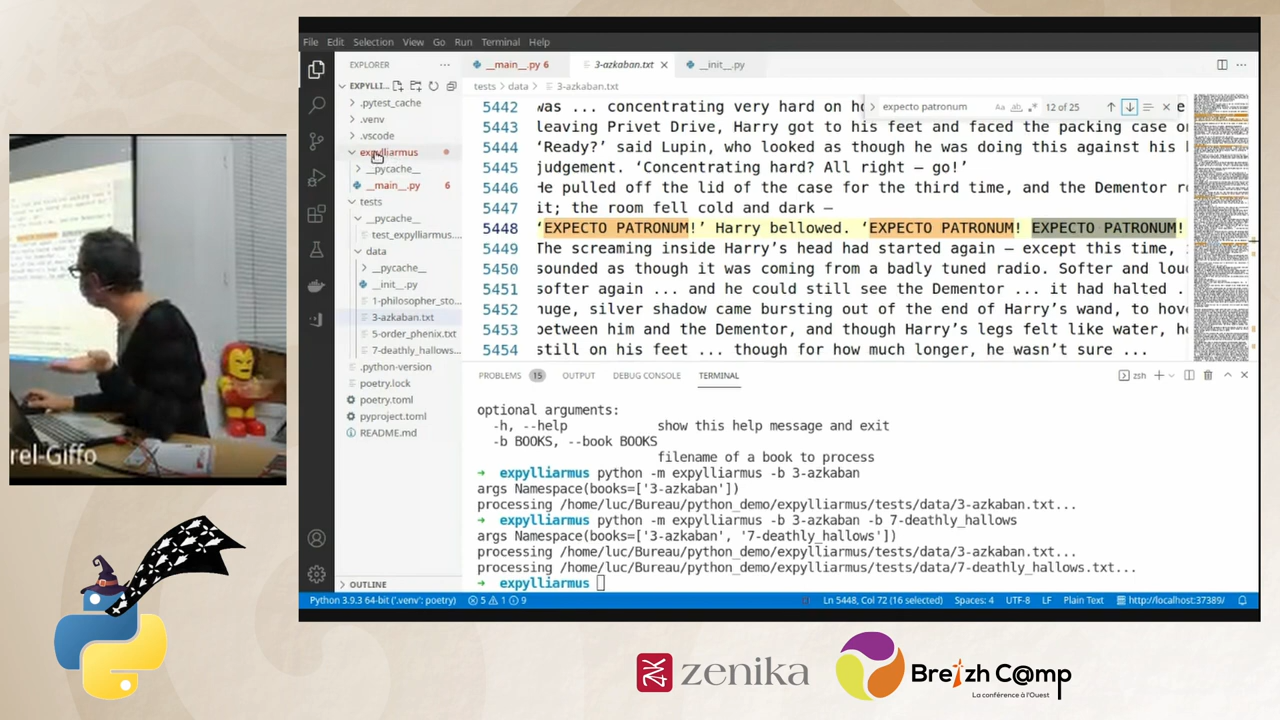 File Edit Selection View Go Run Terminal Help
EXPLORER ...
__main__.py 6 3-azkaban.txt × __init__.py
EXPYLLI...
tests > data > 3-azkaban.txt
.pytest_cache
.venv
.vscode
expylliarmus
__pycache__
__main__.py 6
tests
__pycache__
test_expylliarmus....
data
__pycache__
__init__.py
1-philosopher_sto...
3-azkaban.txt
5-order_phenix.txt
7-deathly_hallows...
.python-version
poetry.lock
poetry.toml
pyproject.toml
README.md
OUTLINE
expecto patronum Aa ab 12 of 25
5442 was ... concentrating very hard on
5443 leaving Privet Drive, Harry got to his feet and faced the packing case
5444 ‘Ready?’ said Lupin, who looked as though he was doing this against his
5445 judgement. ‘Concentrating hard? All right – go!’
5446 He pulled off the lid of the case for the third time, and the Dementor
5447 it; the room fell cold and dark –
5448 ‘EXPECTO PATRONUM!’ Harry bellowed. ‘EXPECTO PATRONUM! EXPECTO PATRONUM!
5449 The screaming inside Harry’s head had started again – except this time,
5450 sounded as though it was coming from a badly tuned radio. Softer and
5451 softer again ... and he could still see the Dementor ... it had halted .
5452 huge, silver shadow came bursting out of the end of Harry’s wand, to
5453 between him and the Dementor, and though Harry’s legs felt like water,
5454 still on his feet ... though for how much longer, he wasn’t sure ...
PROBLEMS 15 OUTPUT DEBUG CONSOLE TERMINAL zsh
optional arguments:
-h, --help show this help message and exit
-b BOOKS, --book BOOKS
filename of a book to process
➜ expylliarmus python -m expylliarmus -b 3-azkaban
args Namespace(books=['3-azkaban'])
processing /home/luc/Bureau/python_demo/expylliarmus/tests/data/3-azkaban.txt...
➜ expylliarmus python -m expylliarmus -b 3-azkaban -b 7-deathly_hallows
args Namespace(books=['3-azkaban', '7-deathly_hallows'])
processing /home/luc/Bureau/python_demo/expylliarmus/tests/data/3-azkaban.txt...
processing /home/luc/Bureau/python_demo/expylliarmus/tests/data/7-deathly_hallows.txt...
➜ expylliarmus
Python 3.9.3 64-bit ('.venv': poetry) 5 1 9 Ln 5448, Col 72 (16 selected) Spaces: 4 UTF-8 LF Plain Text http://localhost:37389/
rel-Giffo
zenika
Breizh C@mp
La conférence à l'Ouest